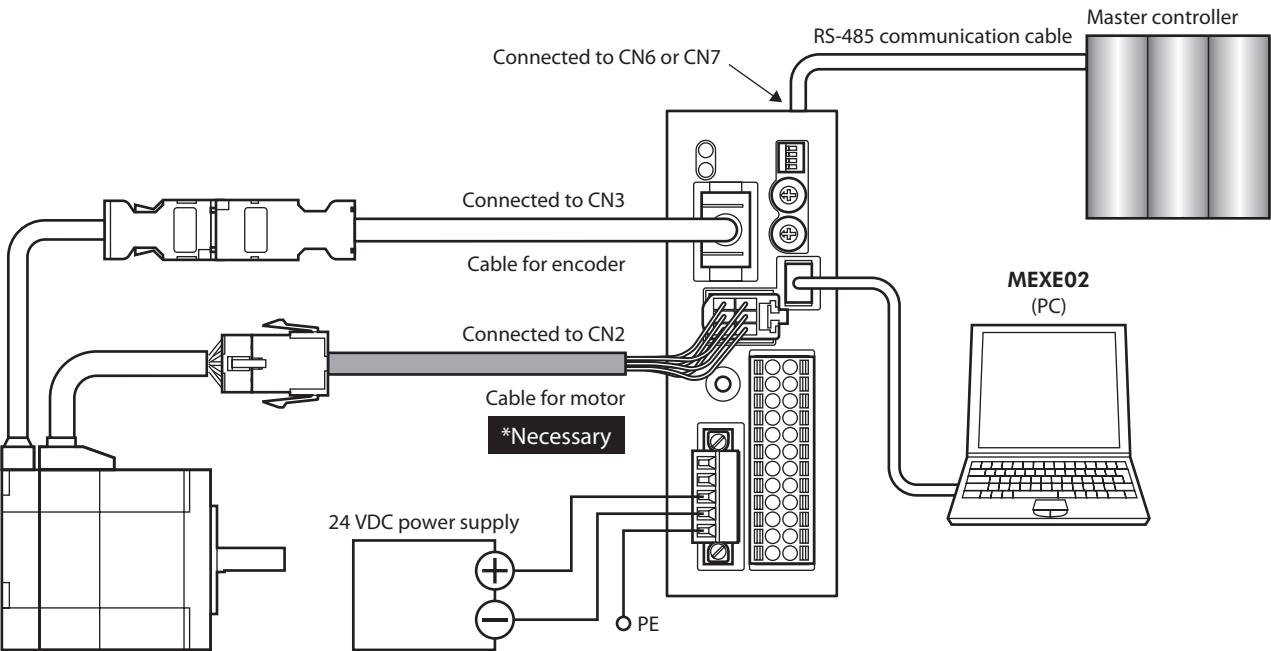 Master controller
RS-485 communication cable
Connected to CN6 or CN7
Connected to CN3
Cable for encoder
MEXE02
(PC)
Connected to CN2
Cable for motor
*Necessary
24 VDC power supply
PE